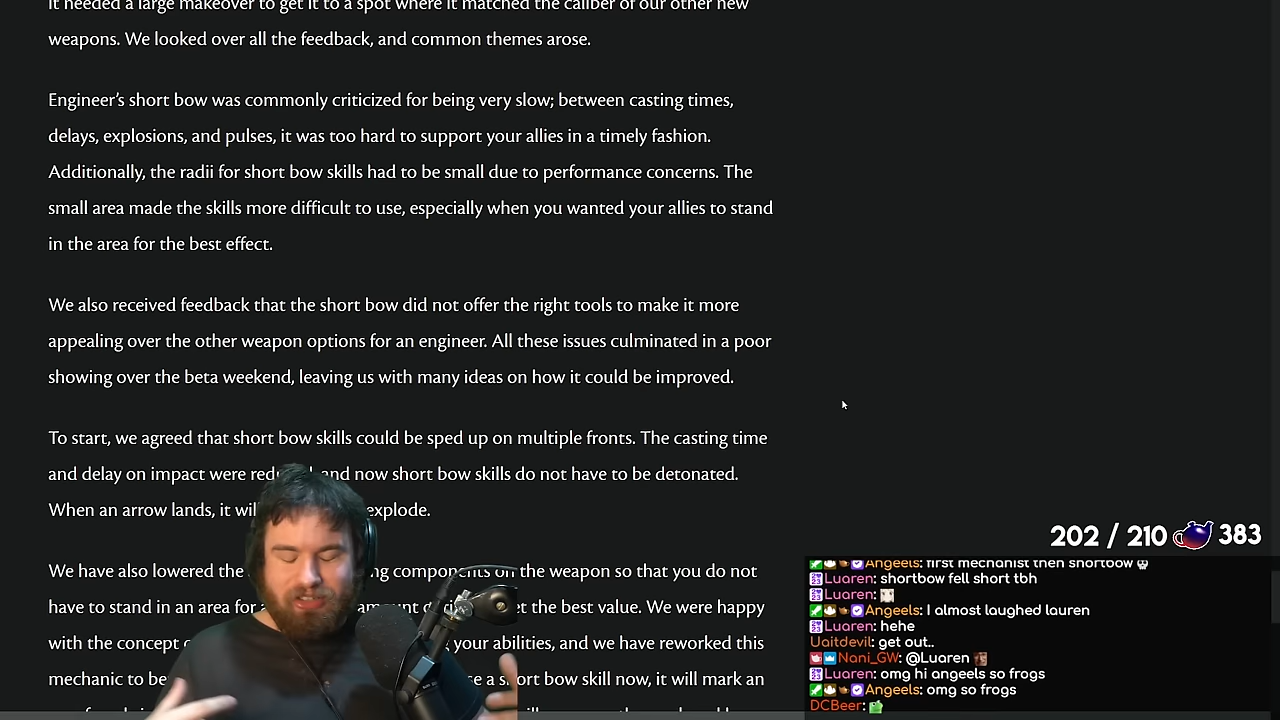 it needed a large makeover to get it to a spot where it matched the caliber of our other new
weapons. We looked over all the feedback, and common themes arose.
Engineer's short bow was commonly criticized for being very slow; between casting times,
delays, explosions, and pulses, it was too hard to support your allies in a timely fashion.
Additionally, the radii for short bow skills had to be small due to performance concerns. The
small area made the skills more difficult to use, especially when you wanted your allies to stand
in the area for the best effect.
We also received feedback that the short bow did not offer the right tools to make it more
appealing over the other weapon options for an engineer. All these issues culminated in a poor
showing over the beta weekend, leaving us with many ideas on how it could be improved.
To start, we agreed that short bow skills could be sped up on multiple fronts. The casting time
and delay on impact were and now short bow skills do not have to be detonated.
When an arrow lands, it explode.
We have also lowered the components on the weapon so that you do not
have to stand in an area for the best value. We were happy
with the concept your abilities, and we have reworked this
mechanic to be a short bow skill now, it will mark an
202 / 210 383
Angeels: first mechanist then shortbow
Luaren: shortbow fell short tbh
Luaren:
Angeels: I almost laughed lauren
Luaren: hehe
Uaitdevil: get out..
Nani_GW: @Luaren
Luaren: omg hi angeels so frogs
Angeels: omg so frogs
DCBeer: